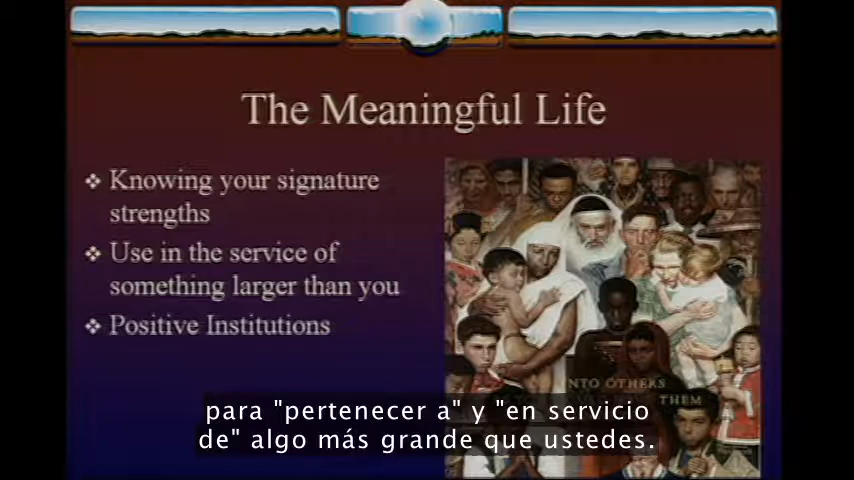 The Meaningful Life
❖ Knowing your signature
strengths
❖ Use in the service of
something larger than you
❖ Positive Institutions
NTO OTHERS
THEM
para "pertenecer a" y "en servicio
de" algo más grande que ustedes.